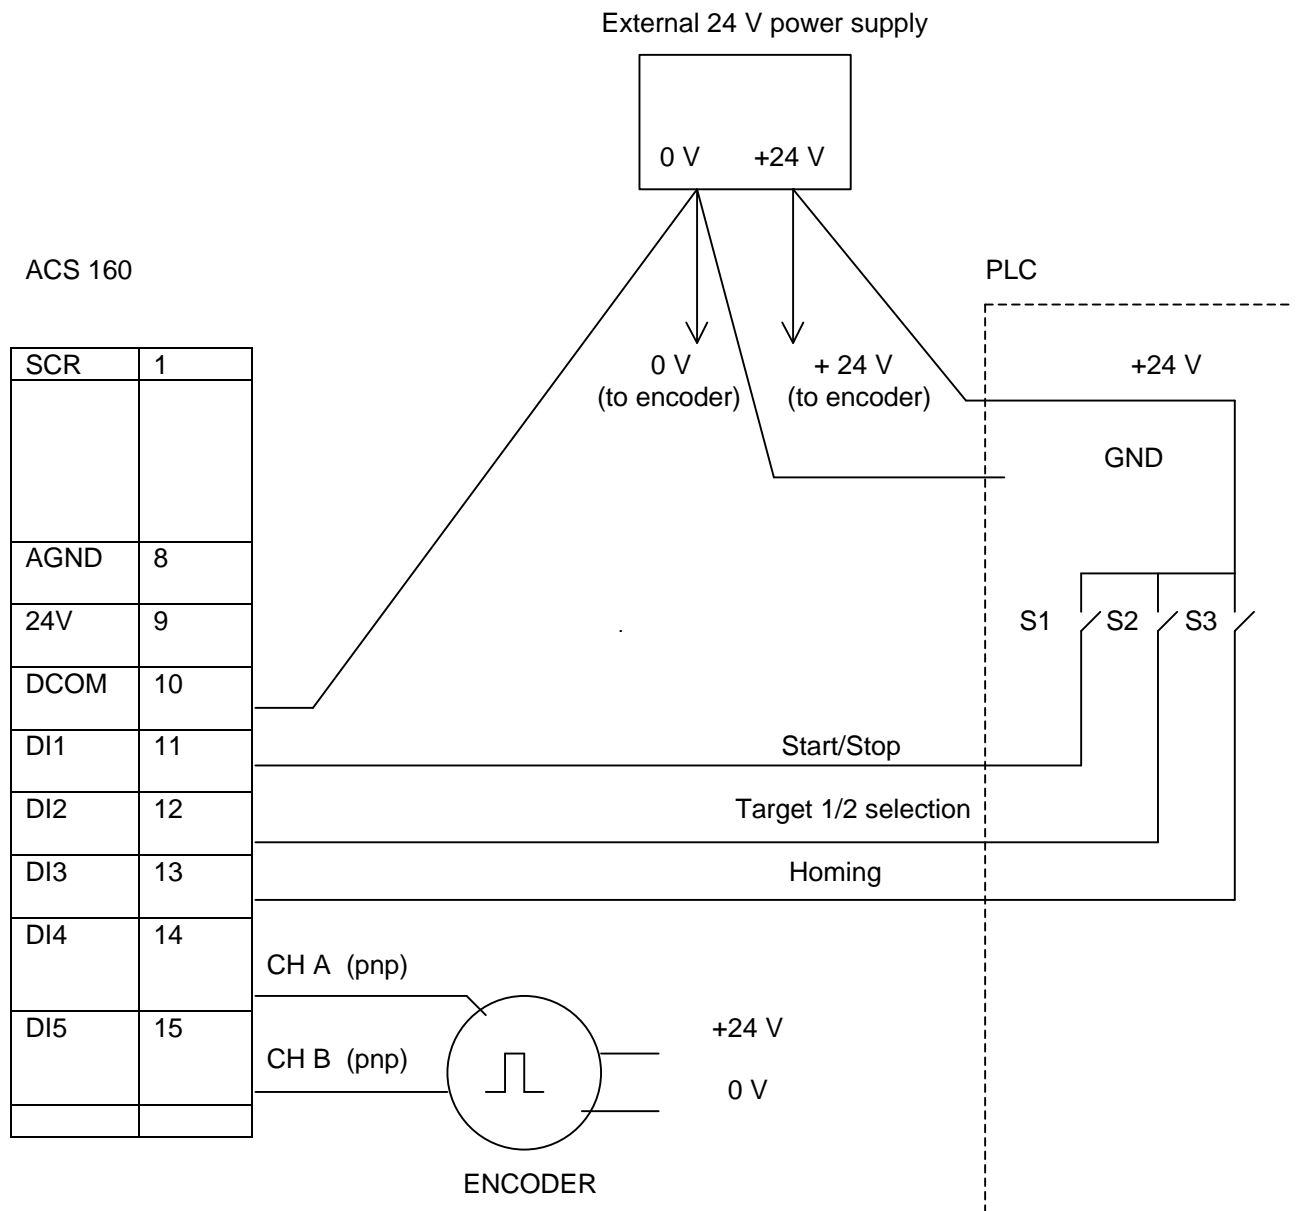 External 24 V power supply
0 V +24 V
ACS 160
PLC
SCR 1
0 V
(to encoder)
+ 24 V
(to encoder)
+24 V
GND
AGND 8
24V 9
S1 S2 S3
DCOM 10
DI1 11
Start/Stop
DI2 12
Target 1/2 selection
DI3 13
Homing
DI4 14
CH A (pnp)
DI5 15
+24 V
CH B (pnp)
0 V
ENCODER